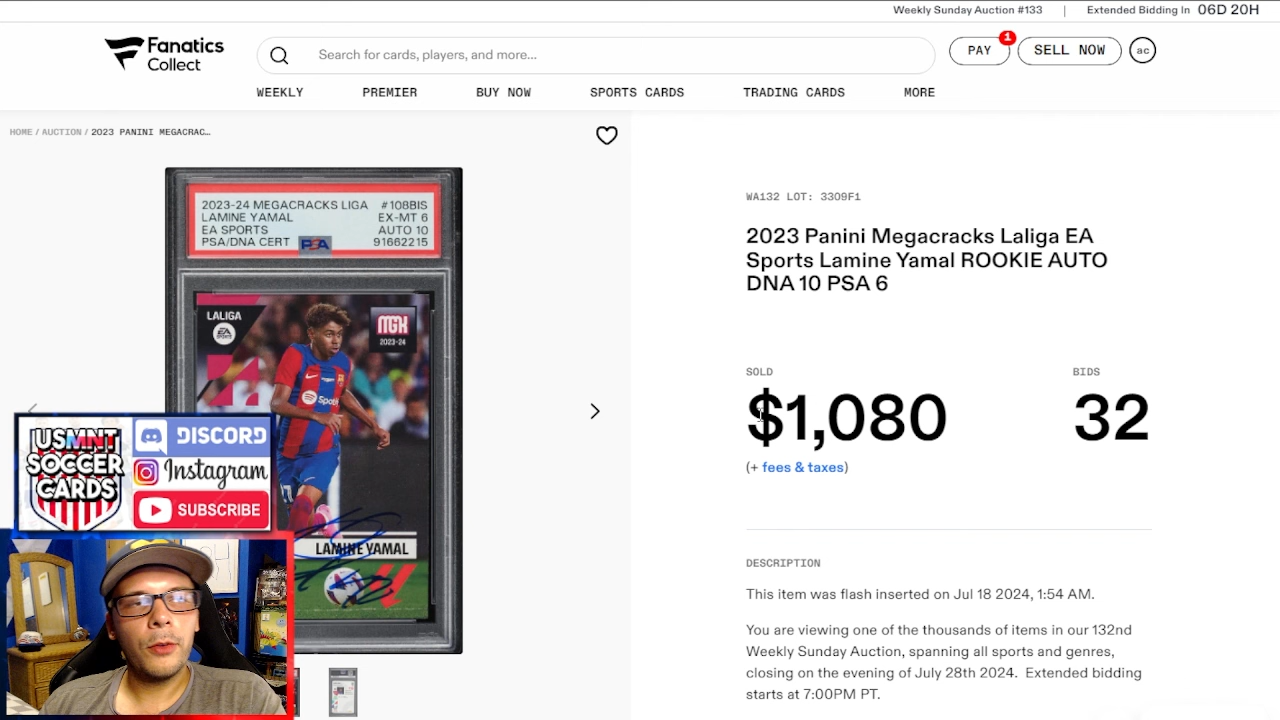 Weekly Sunday Auction #133 | Extended Bidding In 06D 20H
Fanatics
Collect
Search for cards, players, and more...
PAY
1
SELL NOW
ac
WEEKLY
PREMIER
BUY NOW
SPORTS CARDS
TRADING CARDS
MORE
HOME / AUCTION / 2023 PANINI MEGACRAC…
2023-24 MEGACRACKS LIGA #108BIS
LAMINE YAMAL EX-MT 6
EA SPORTS AUTO 10
PSA/DNA CERT PSA 91662215
LALIGA
EA
SPORTS
MGK
2023-24
Spotify
LAMINE YAMAL
WA132 LOT: 3309F1
2023 Panini Megacracks Laliga EA
Sports Lamine Yamal ROOKIE AUTO
DNA 10 PSA 6
SOLD
$1,080
(+ fees & taxes)
BIDS
32
DESCRIPTION
This item was flash inserted on Jul 18 2024, 1:54 AM.
You are viewing one of the thousands of items in our 132nd
Weekly Sunday Auction, spanning all sports and genres,
closing on the evening of July 28th 2024. Extended bidding
starts at 7:00PM PT.
USMNT
SOCCER
CARDS
DISCORD
Instagram
SUBSCRIBE